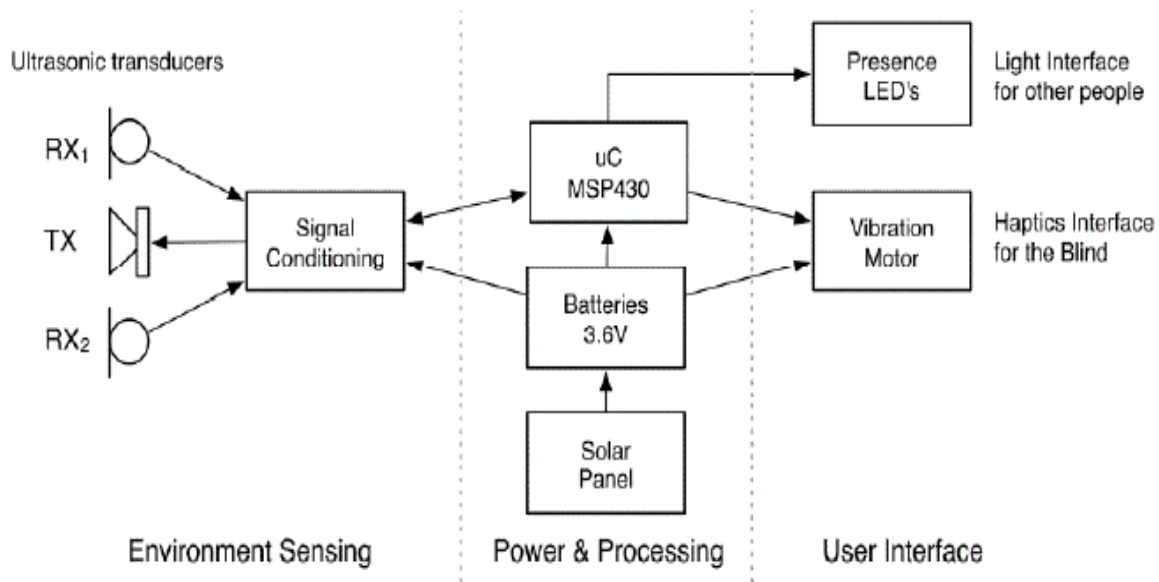 Ultrasonic transducers
RX₁
TX
RX₂
Signal
Conditioning
Environment Sensing
uC
MSP430
Batteries
3.6V
Solar
Panel
Power & Processing
Presence
LED's
Light Interface
for other people
Vibration
Motor
Haptics Interface
for the Blind
User Interface